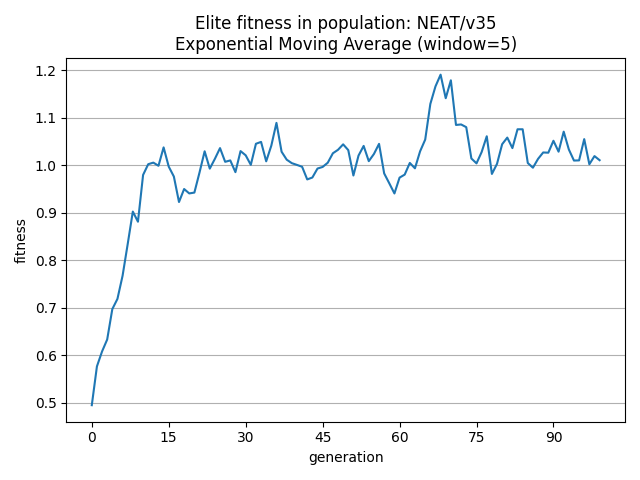 Elite fitness in population: NEAT/v35
Exponential Moving Average (window=5)
fitness
1.2
1.1
1.0
0.9
0.8
0.7
0.6
0.5
0 15 30 45 60 75 90
generation